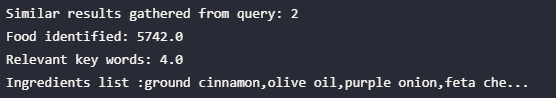 Similar results gathered from query: 2
Food identified: 5742.0
Relevant key words: 4.0
Ingredients list :ground cinnamon,olive oil,purple onion,feta che...